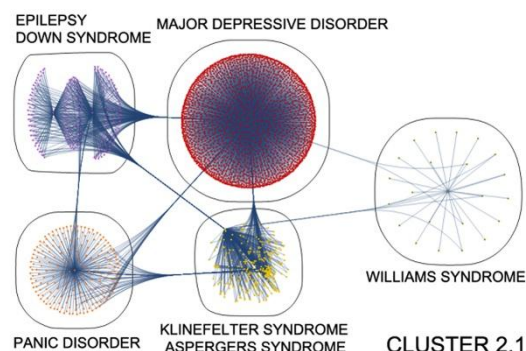 EPILEPSY
DOWN SYNDROME
MAJOR DEPRESSIVE DISORDER
WILLIAMS SYNDROME
PANIC DISORDER
KLINEFELTER SYNDROME
ASPERGERS SYNDROME
CLUSTER 2.1